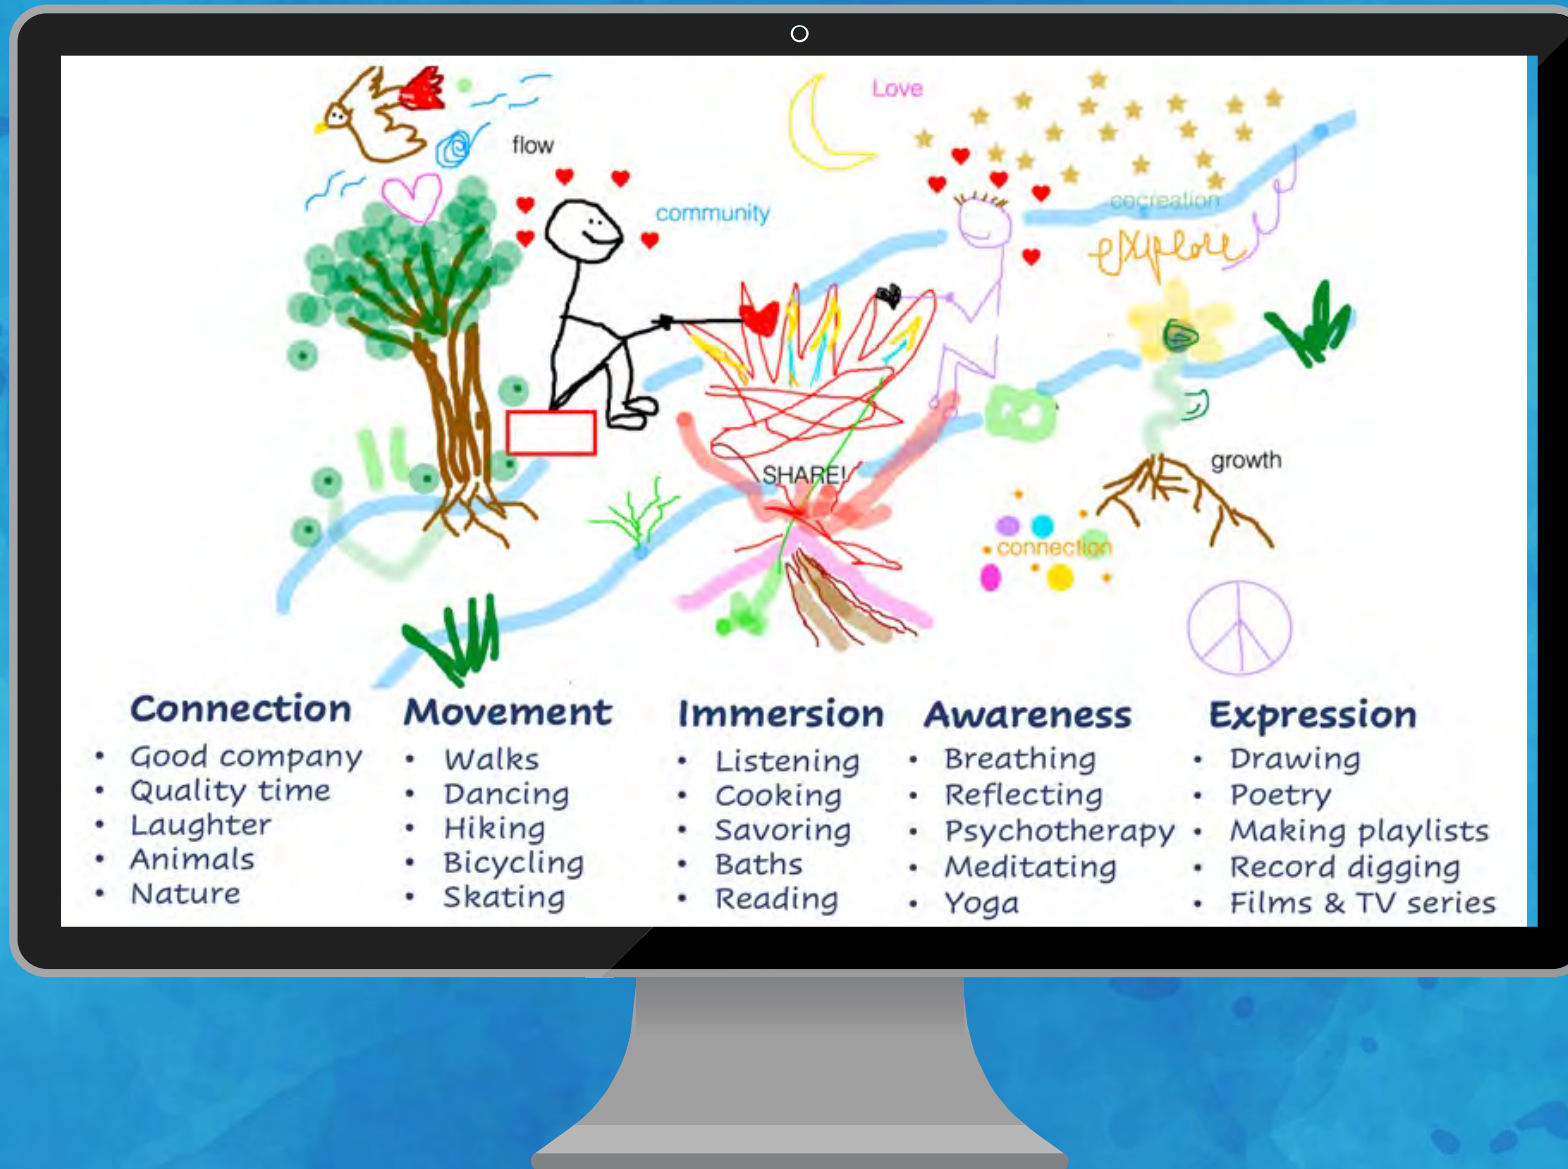 Love
flow
cocreation
community
explore
growth
SHARE!
connection
Connection
• Good company
• Quality time
• Laughter
• Animals
• Nature
Movement
• Walks
• Dancing
• Hiking
• Bicycling
• Skating
Immersion
• Listening
• Cooking
• Savoring
• Baths
• Reading
Awareness
• Breathing
• Reflecting
• Psychotherapy
• Meditating
• Yoga
Expression
• Drawing
• Poetry
• Making playlists
• Record digging
• Films & TV series